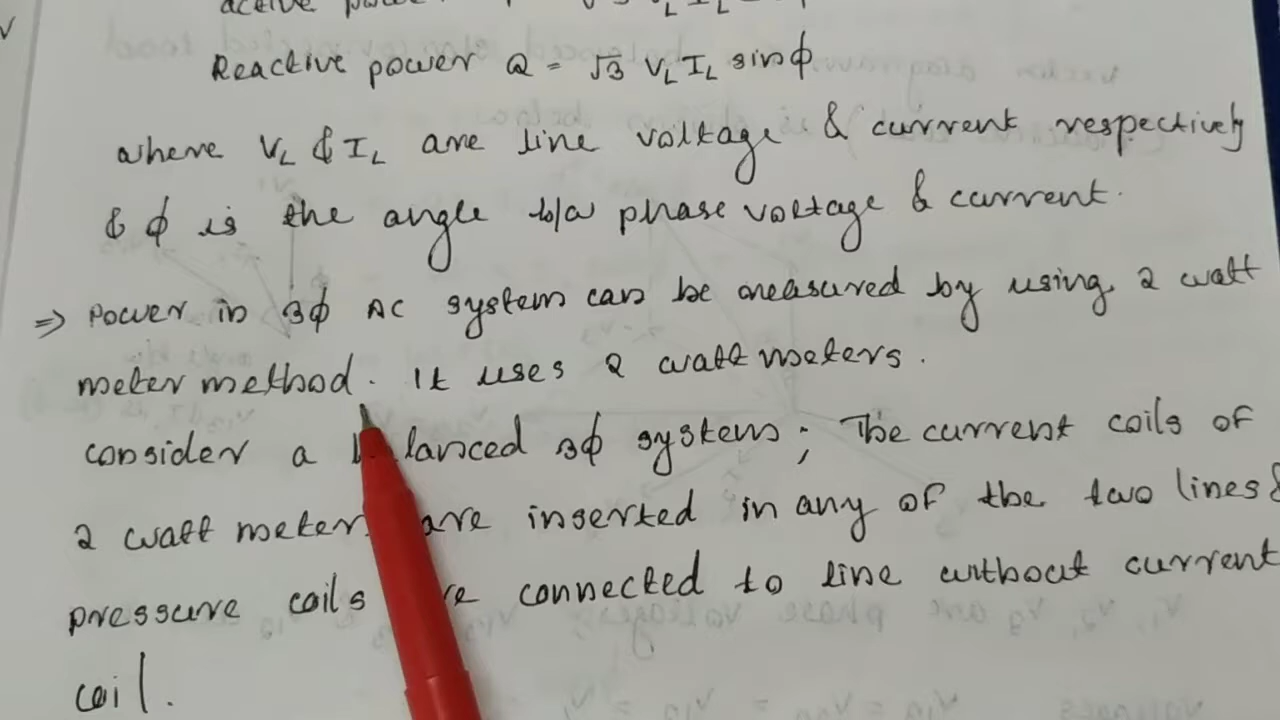 Reactive power Q = √3 VL IL sinφ
where VL & IL are line voltage & current respectively
& φ is the angle b/w phase voltage & current.
⇒ Power in 3φ AC system can be measured by using 2 watt
meter method. It uses 2 watt meters.
consider a balanced 3φ system; The current coils of
2 watt meter are inserted in any of the two lines &
pressure coils are connected to line without current
coil.